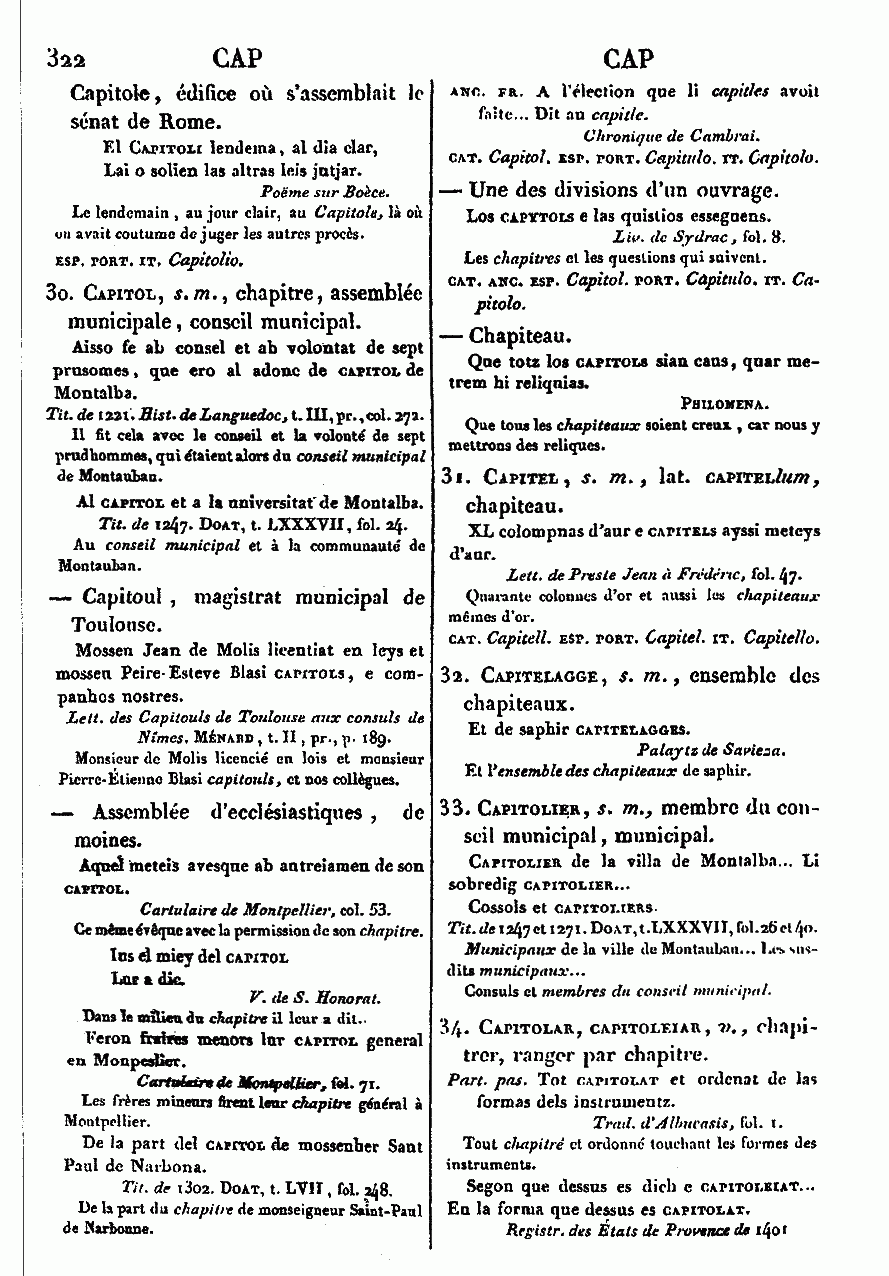 322 CAP CAP
Capitole, édifice où s'assemblait le
sénat de Rome.
El CAPITOLI lendema, al dia clar,
Lai o solien las altras leis jutjar.
Poëme sur Boèce.
Le lendemain, au jour clair, au Capitole, là où
on avait coutume de juger les autres procès.
ESP. PORT. IT. Capitolio.
30. CAPITOL, s. m., chapitre, assemblée
municipale, conseil municipal.
Aisso fe ab consel et ab volontat de sept
prusomes, que ero al adonc de CAPITOL de
Montalba.
Tit. de 1221. Hist. de Languedoc, t. III, pr., col. 272.
Il fit cela avec le conseil et la volonté de sept
prudhommes, qui étaient alors du conseil municipal
de Montauban.
Al CAPITOL et a la universitat de Montalba.
Tit. de 1247. DOAT, t. LXXXVII, fol. 24.
Au conseil municipal et à la communauté de
Montauban.
— Capitoul, magistrat municipal de
Toulouse.
Mossen Jean de Molis licentiat en leys et
mossen Peire-Esteve Blasi CAPITOLS, e com-
panhos nostres.
Lett. des Capitouls de Toulouse aux consuls de
Nîmes. MÉNARD, t. II, pr., p. 189.
Monsieur de Molis licencié en lois et monsieur
Pierre-Étienne Blasi capitouls, et nos collègues.
— Assemblée d'ecclésiastiques, de
moines.
Aquel meteis avesque ab antreiamen de son
CAPITOL.
Cartulaire de Montpellier, col. 53.
Ce même évêque avec la permission de son chapitre.
Ins el miey del CAPITOL
Lur a dic.
V. de S. Honorat.
Dans le milieu du chapitre il leur a dit..
Feron fraires menors lur CAPITOL general
en Monpeslier.
Cartulaire de Montpellier, fol. 71.
Les frères mineurs firent leur chapitre général à
Montpellier.
De la part del CAPITOL de mossenher Sant
Paul de Narbona.
Tit. de 1302. DOAT, t. LVII, fol. 248.
De la part du chapitre de monseigneur Saint-Paul
de Narbonne.
ANC. FR. A l'élection que li capitles avoit
faite... Dit au capitle.
Chronique de Cambrai.
CAT. Capitol. ESP. PORT. Capitulo. IT. Capitolo.
— Une des divisions d'un ouvrage.
Los CAPITOLS e las quistios esseguens.
Liv. de Sydrac, fol. 8.
Les chapitres et les questions qui suivent.
CAT. ANC. ESP. Capitol. PORT. Capitulo. IT. Ca-
pitolo.
— Chapiteau.
Que totz los CAPITOLS sian caus, quar me-
trem hi reliquias.
PHILOMENA.
Que tous les chapiteaux soient creux, car nous y
mettrons des reliques.
31. CAPITEL, s. m., lat. CAPITELlum,
chapiteau.
XL colompnas d'aur e CAPITELS ayssi meteys
d'aur.
Lett. de Preste Jean à Frédéric, fol. 47.
Quarante colonnes d'or et aussi les chapiteaux
mêmes d'or.
CAT. Capitell. ESP. PORT. Capitel. IT. Capitello.
32. CAPITELAGGE, s. m., ensemble des
chapiteaux.
Et de saphir CAPITELAGGES.
Palaytz de Savieza.
Et l'ensemble des chapiteaux de saphir.
33. CAPITOLIER, s. m., membre du con-
seil municipal, municipal.
CAPITOLIER de la villa de Montalba... Li
sobredig CAPITOLIER...
Cossols et CAPITOLIERS.
Tit. de 1247 et 1271. DOAT, t. LXXXVII, fol. 26 et 40.
Municipaux de la ville de Montauban... Les sus-
dits municipaux...
Consuls et membres du conseil municipal.
34. CAPITOLAR, CAPITOLEIAR, v., chapi-
trer, ranger par chapitre.
Part. pas. Tot CAPITOLAT et ordenat de las
formas dels instrumentz.
Trad. d'Albucasis, fol. 1.
Tout chapitré et ordonné touchant les formes des
instruments.
Segon que dessus es dich e CAPITOLEIAT...
En la forma que dessus es CAPITOLAT.
Registr. des États de Provence de 1401